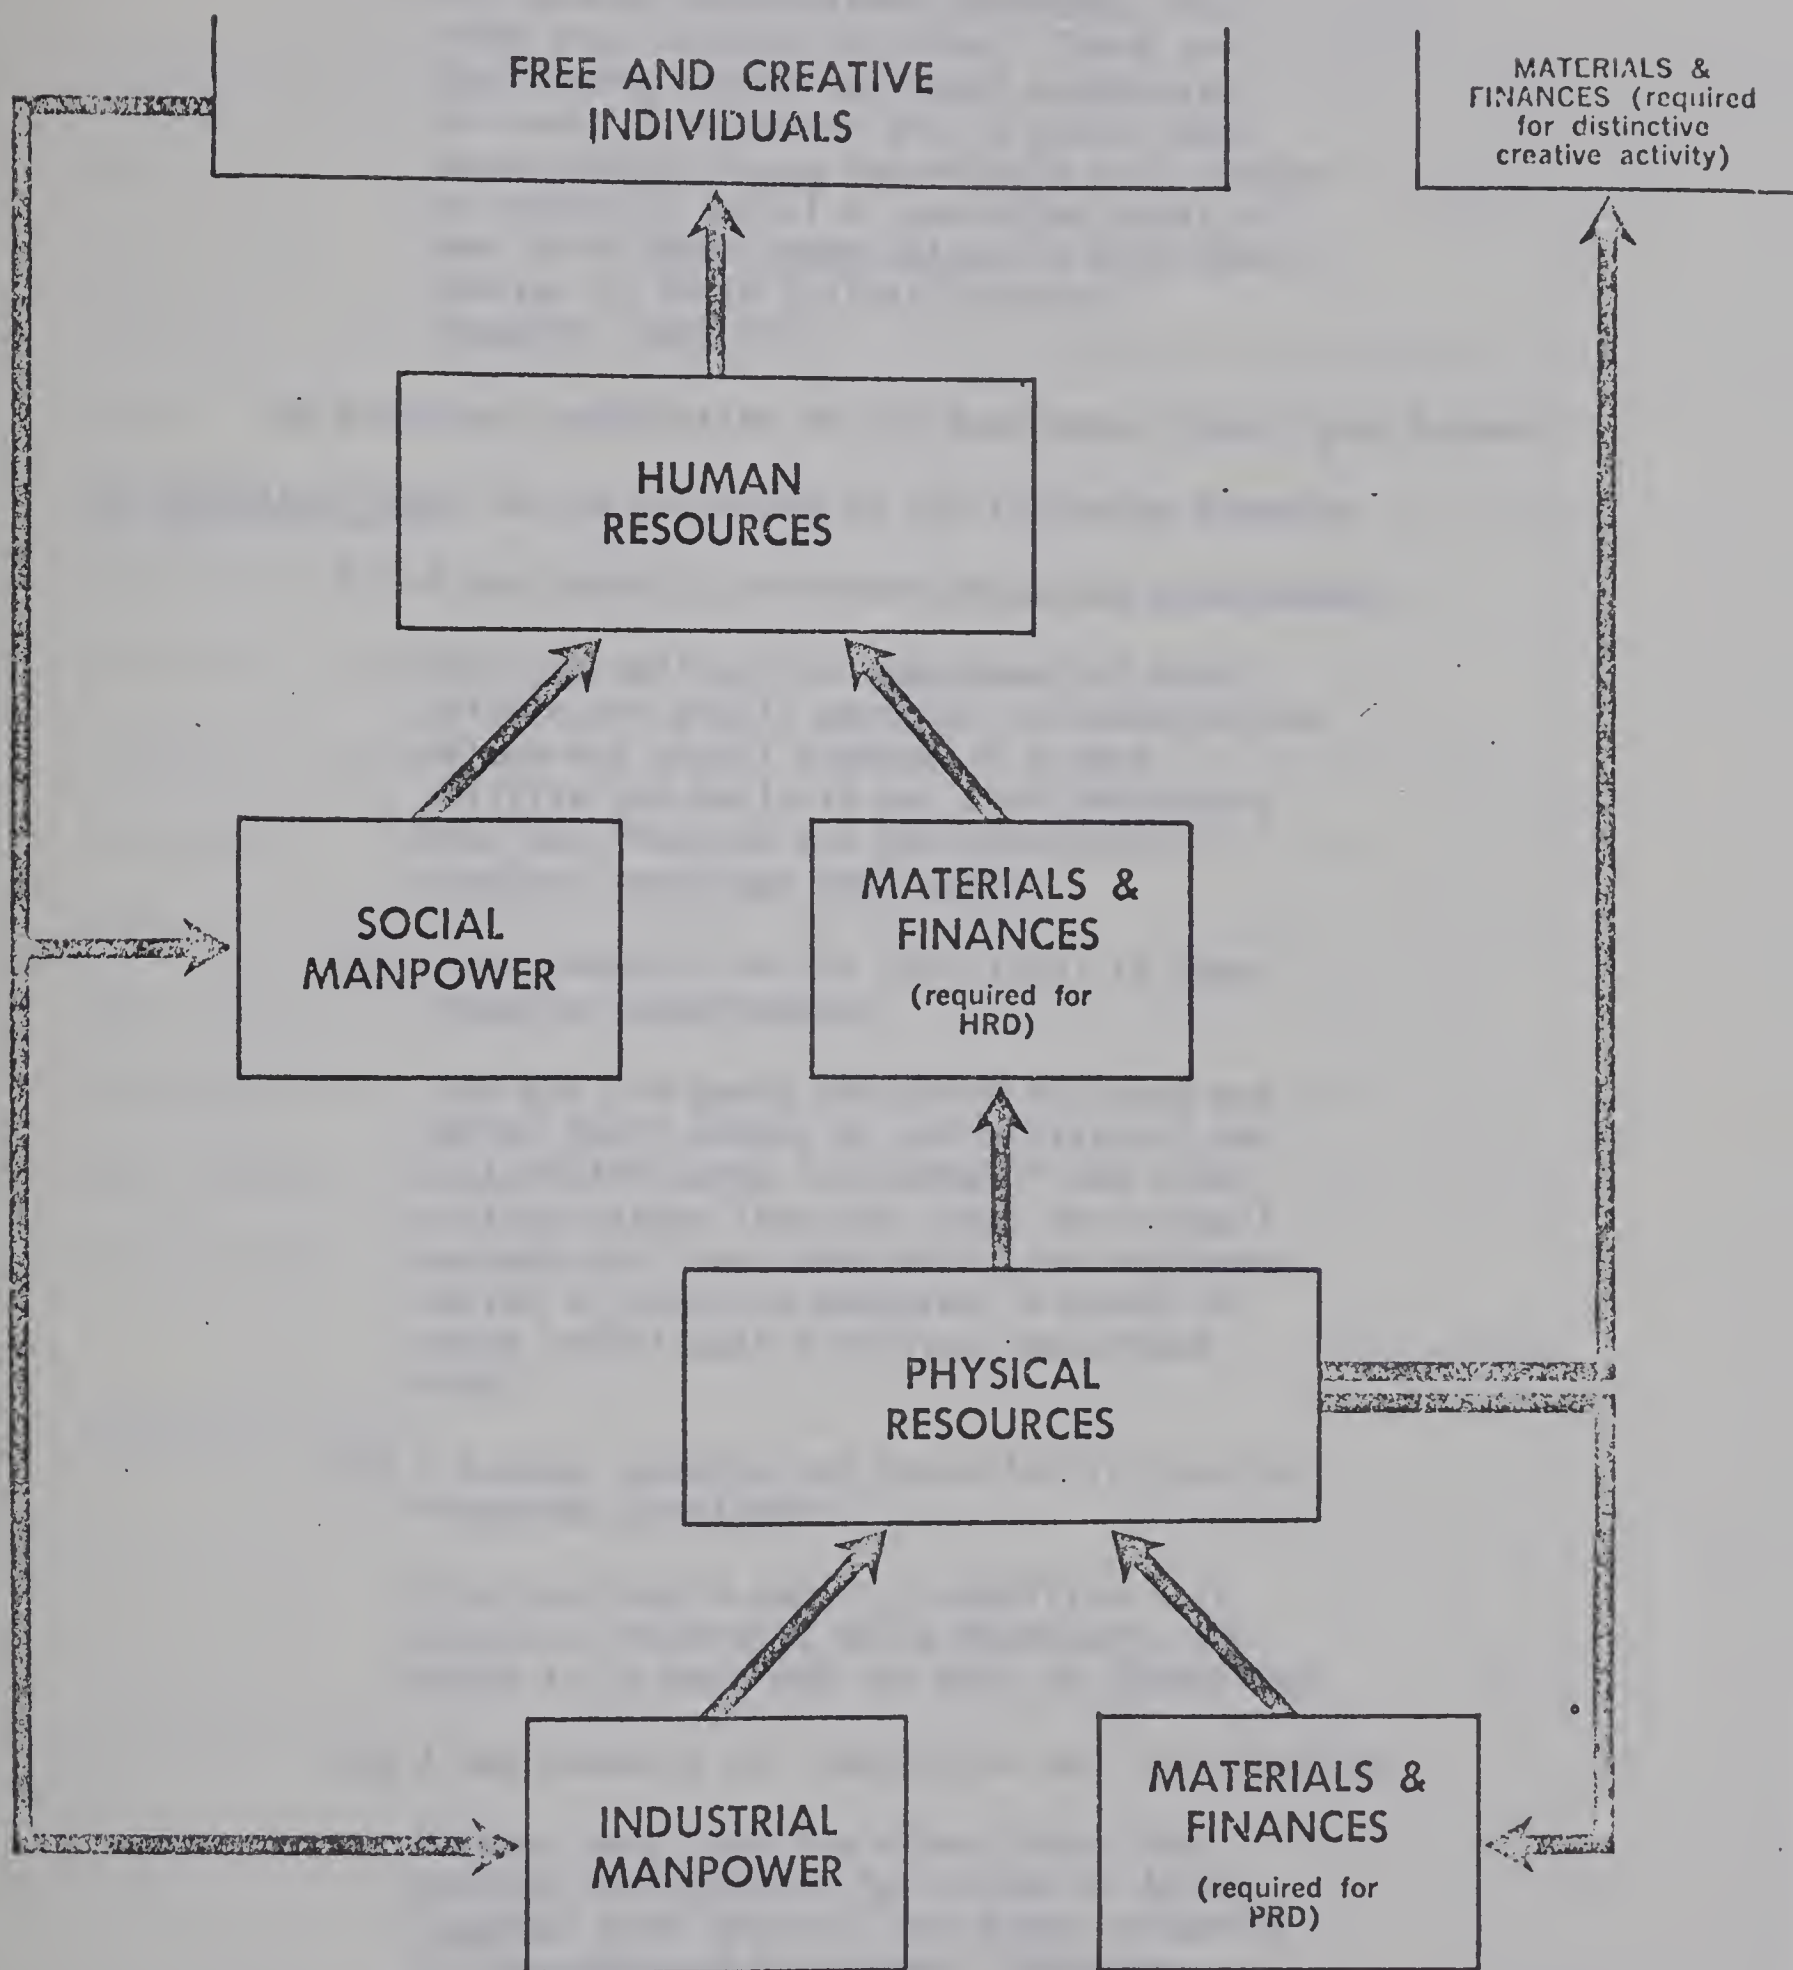 FREE AND CREATIVE
INDIVIDUALS
MATERIALS &
FINANCES (required
for distinctive
creative activity)
HUMAN
RESOURCES
SOCIAL
MANPOWER
MATERIALS &
FINANCES
(required for
HRD)
PHYSICAL
RESOURCES
INDUSTRIAL
MANPOWER
MATERIALS &
FINANCES
(required for
PRD)